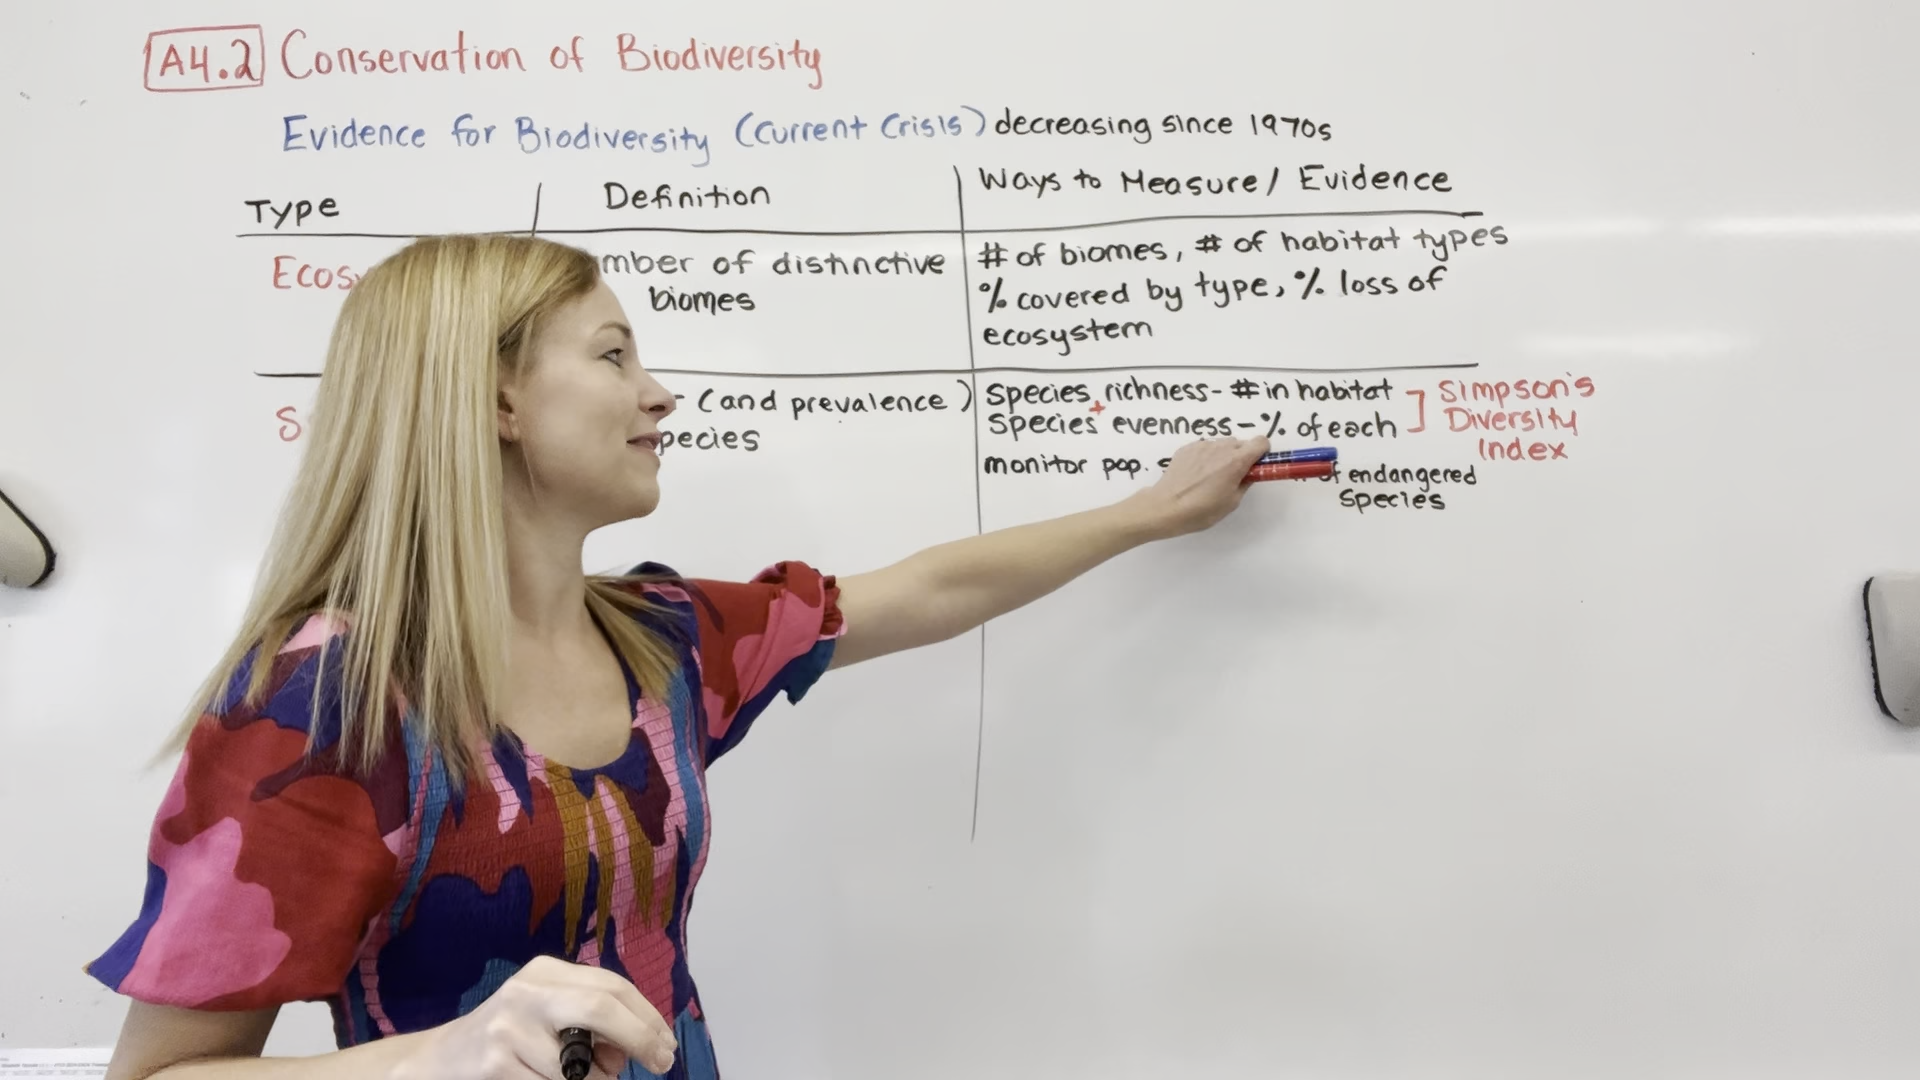 A4.2 Conservation of Biodiversity
Evidence for Biodiversity (Current Crisis) decreasing since 1970s
Type
Definition
Ways to Measure / Evidence
Ecosy
mber of distinctive
biomes
# of biomes, # of habitat types
% covered by type, % loss of
ecosystem
S
(and prevalence)
pecies
Species richness - # in habitat
+
Species evenness - % of each
monitor pop. s
of endangered
Species
Simpson's
Diversity
Index